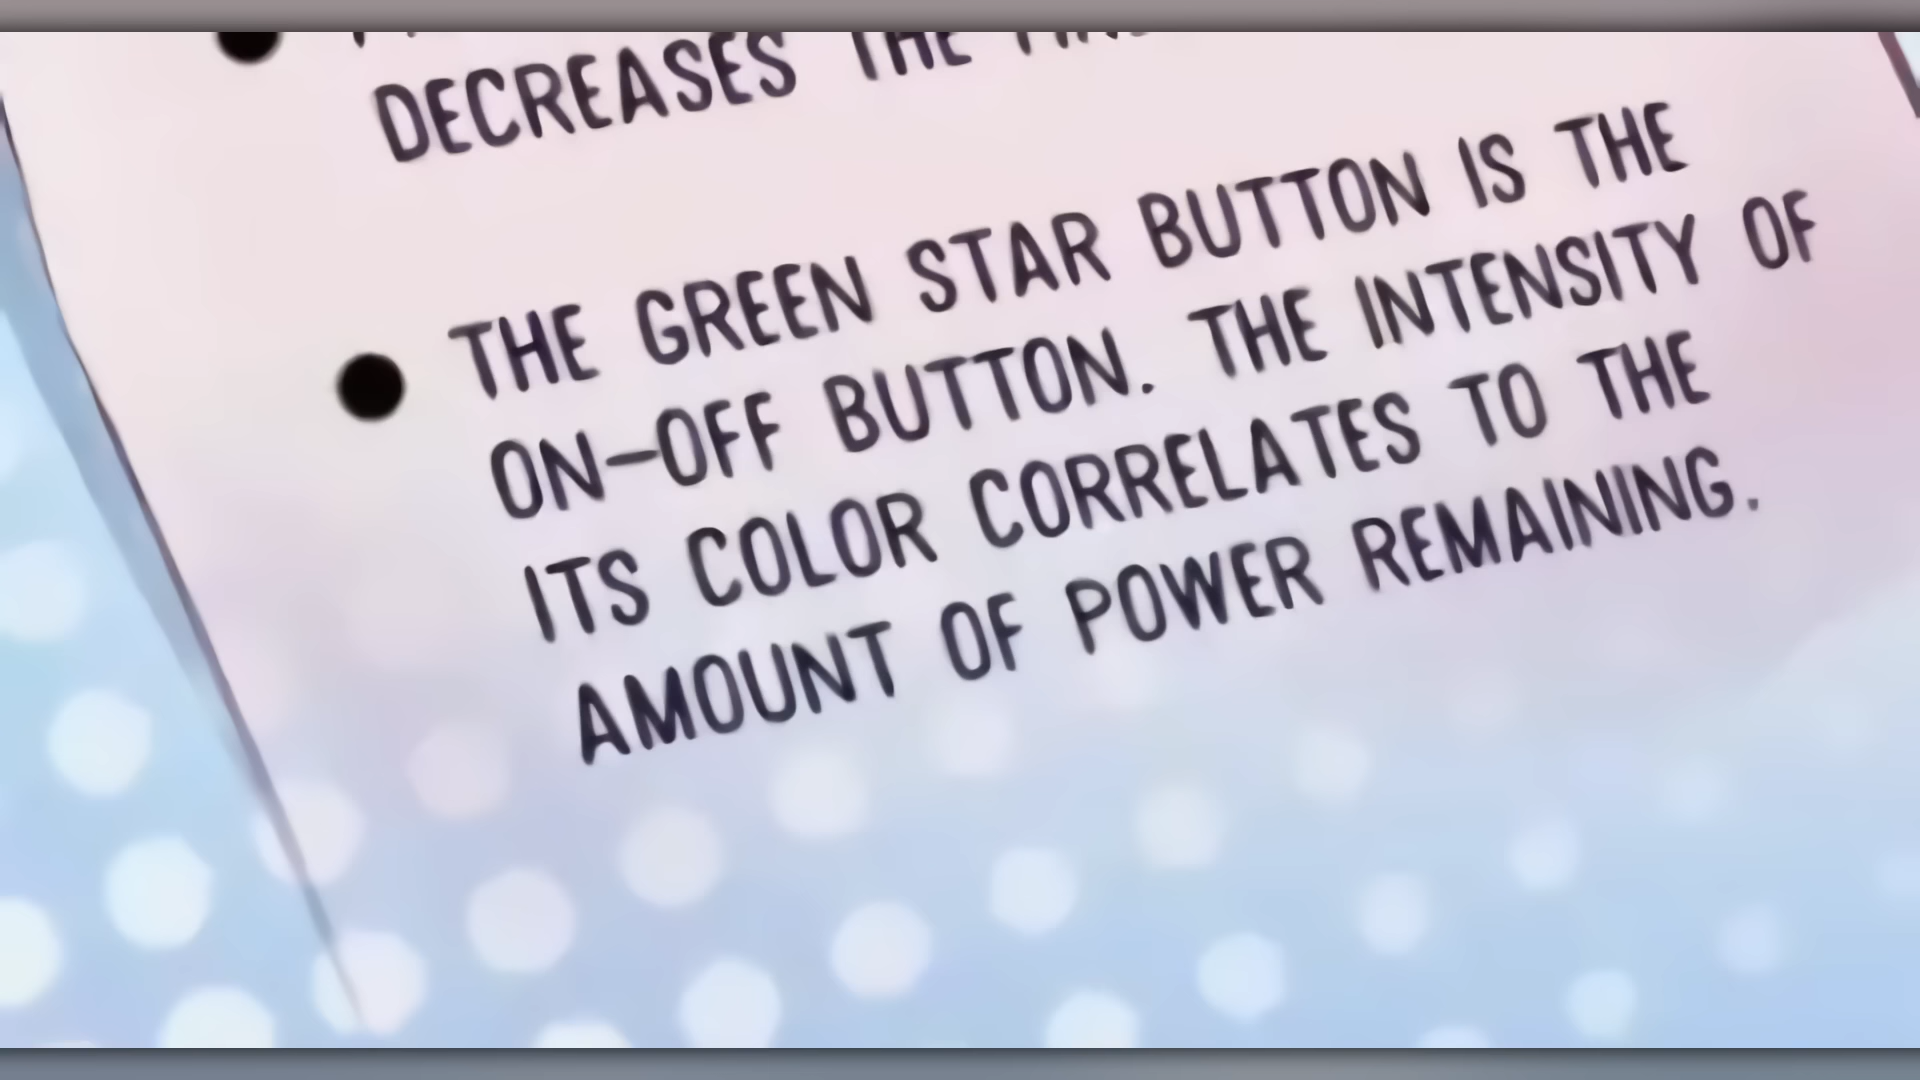 DECREASES THE
THE GREEN STAR BUTTON IS THE
ON-OFF BUTTON. THE INTENSITY OF
ITS COLOR CORRELATES TO THE
AMOUNT OF POWER REMAINING.